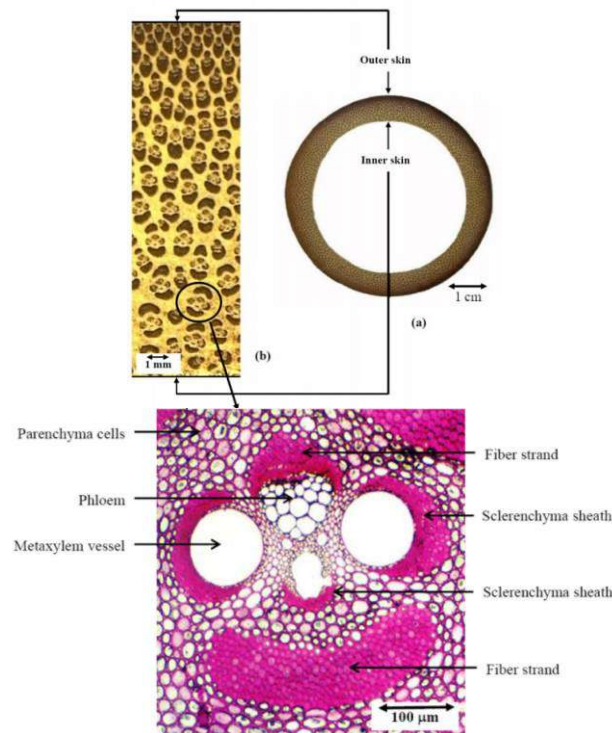 Outer skin
Inner skin
1 cm
(a)
1 mm
(b)
Parenchyma cells
Fiber strand
Phloem
Sclerenchyma sheath
Metaxylem vessel
Sclerenchyma sheath
Fiber strand
100 µm